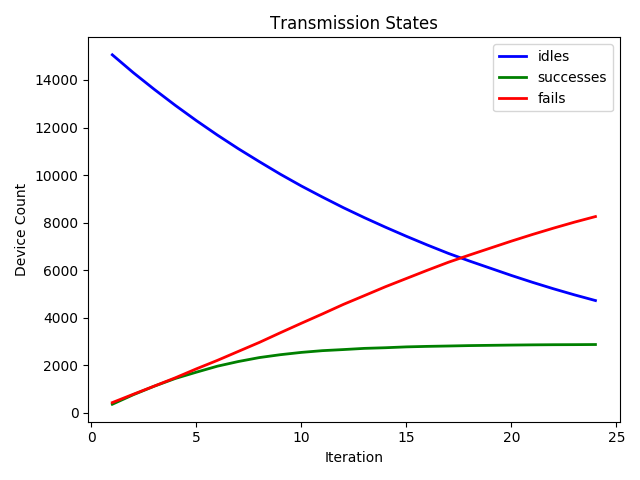 Transmission States
idles
successes
fails
Device Count
14000
12000
10000
8000
6000
4000
2000
0
0 5 10 15 20 25
Iteration